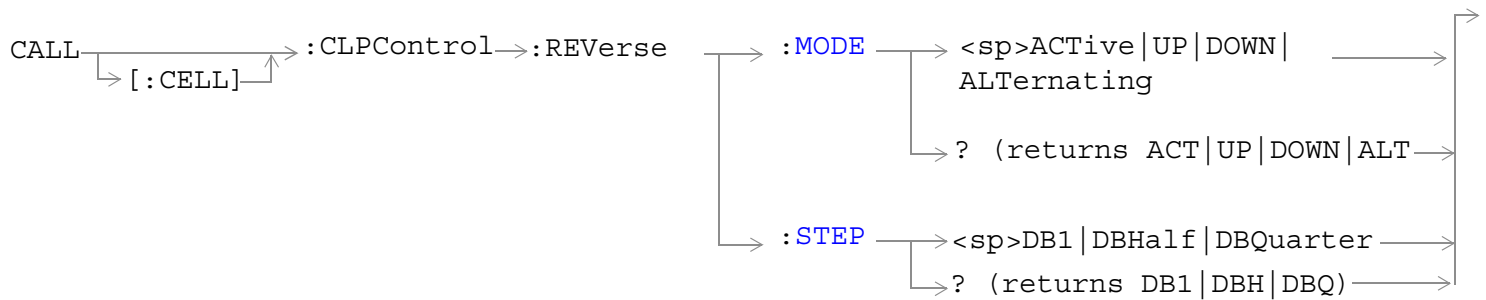 CALL :CLPControl :REVerse :MODE <sp>ACTive|UP|DOWN|
[:CELL] ALTernating
? (returns ACT|UP|DOWN|ALT
:STEP <sp>DB1|DBHalf|DBQuarter
? (returns DB1|DBH|DBQ)